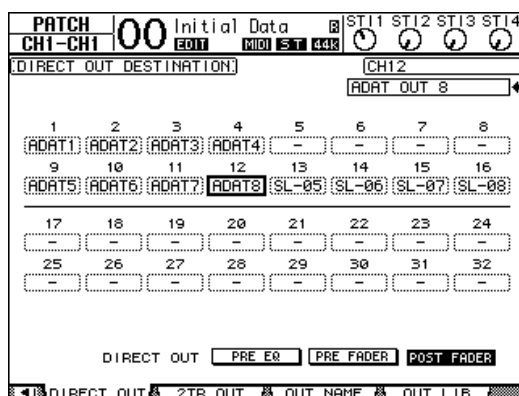 PATCH 00 Initial Data STI1 STI2 STI3 STI4
CH1-CH1 EDIT MIDI ST 44K
DIRECT OUT DESTINATION CH12
ADAT OUT 8
1 2 3 4 5 6 7 8
ADAT1 ADAT2 ADAT3 ADAT4 - - - -
9 10 11 12 13 14 15 16
ADAT5 ADAT6 ADAT7 ADAT8 SL-05 SL-06 SL-07 SL-08
17 18 19 20 21 22 23 24
- - - - - - - -
25 26 27 28 29 30 31 32
- - - - - - - -
DIRECT OUT PRE EQ PRE FADER POST FADER
DIRECT OUT 2TR OUT OUT NAME OUT LIB